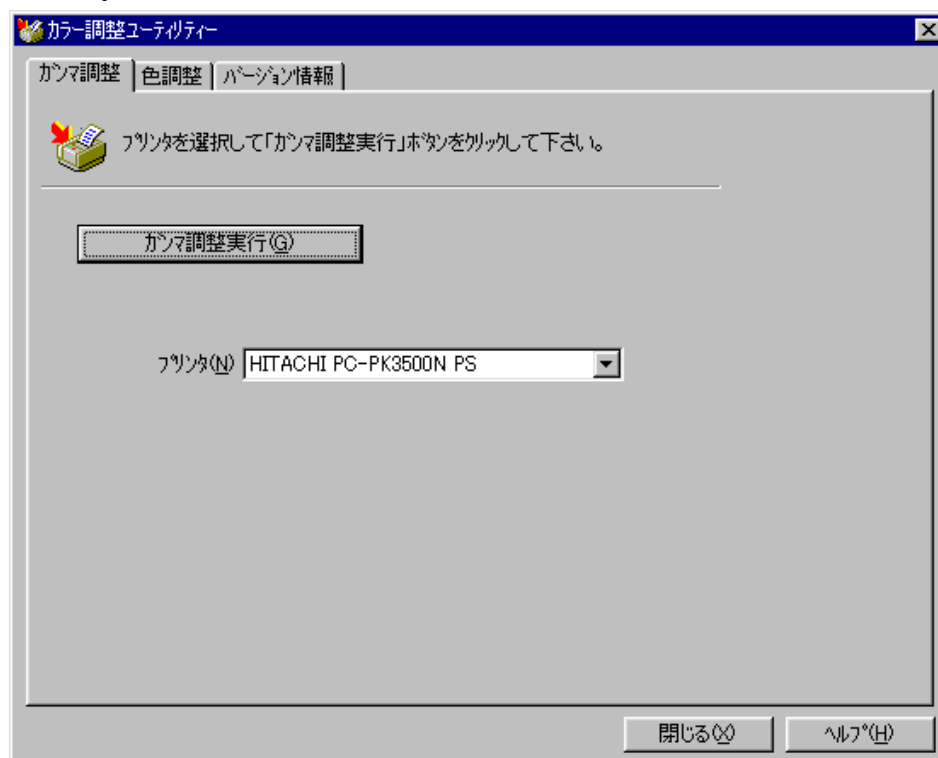 カラー調整ユーティリティー
ガンマ調整 色調整 バージョン情報
プリンタを選択して「ガンマ調整実行」ボタンをクリックして下さい。
ガンマ調整実行(G)
プリンタ(N) HITACHI PC-PK3500N PS
閉じる(X) ヘルプ(H)